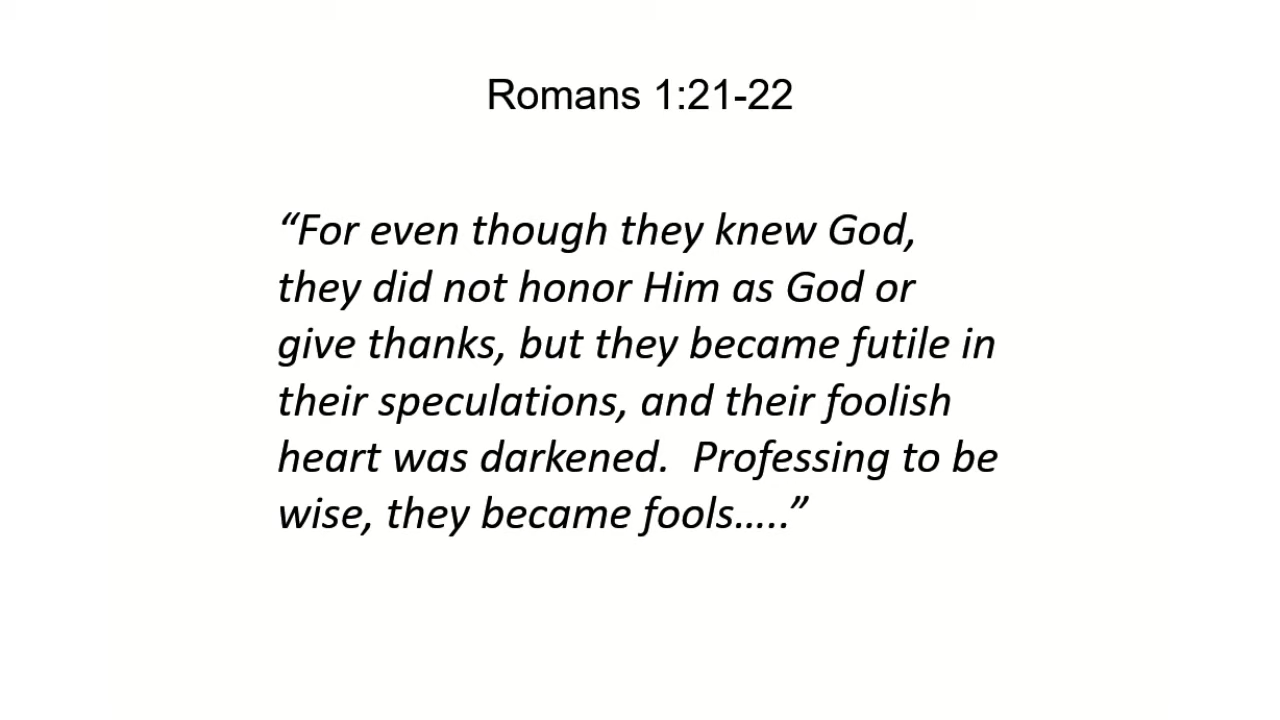 Romans 1:21-22
“For even though they knew God,
they did not honor Him as God or
give thanks, but they became futile in
their speculations, and their foolish
heart was darkened.  Professing to be
wise, they became fools…..”